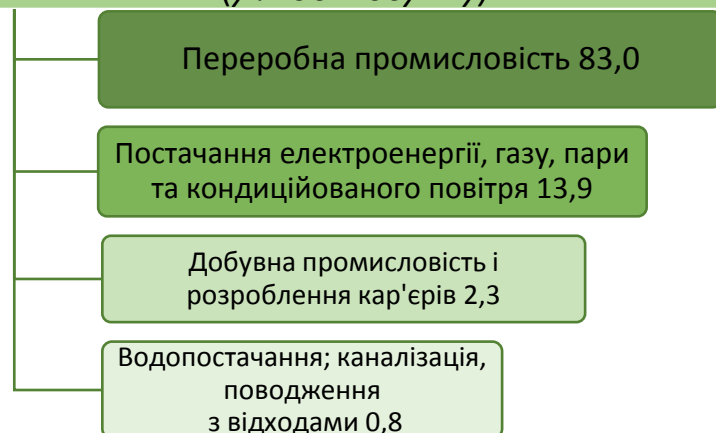 Переробна промисловість 83,0
Постачання електроенергії, газу, пари
та кондиційованого повітря 13,9
Добувна промисловість і
розроблення кар'єрів 2,3
Водопостачання; каналізація,
поводження
з відходами 0,8